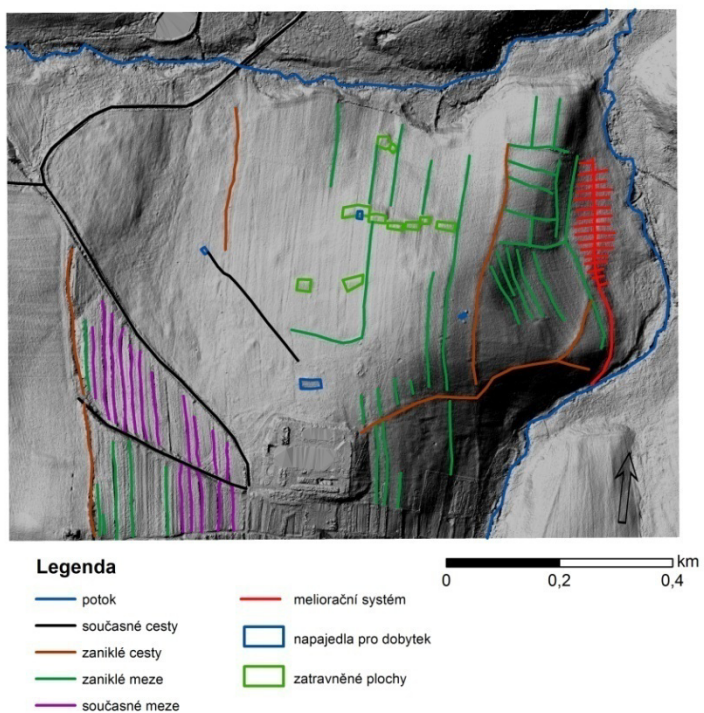 Legenda
potok
současné cesty
zaniklé cesty
zaniklé meze
současné meze
meliorační systém
napajedla pro dobytek
zatravněné plochy
km
0 0,2 0,4